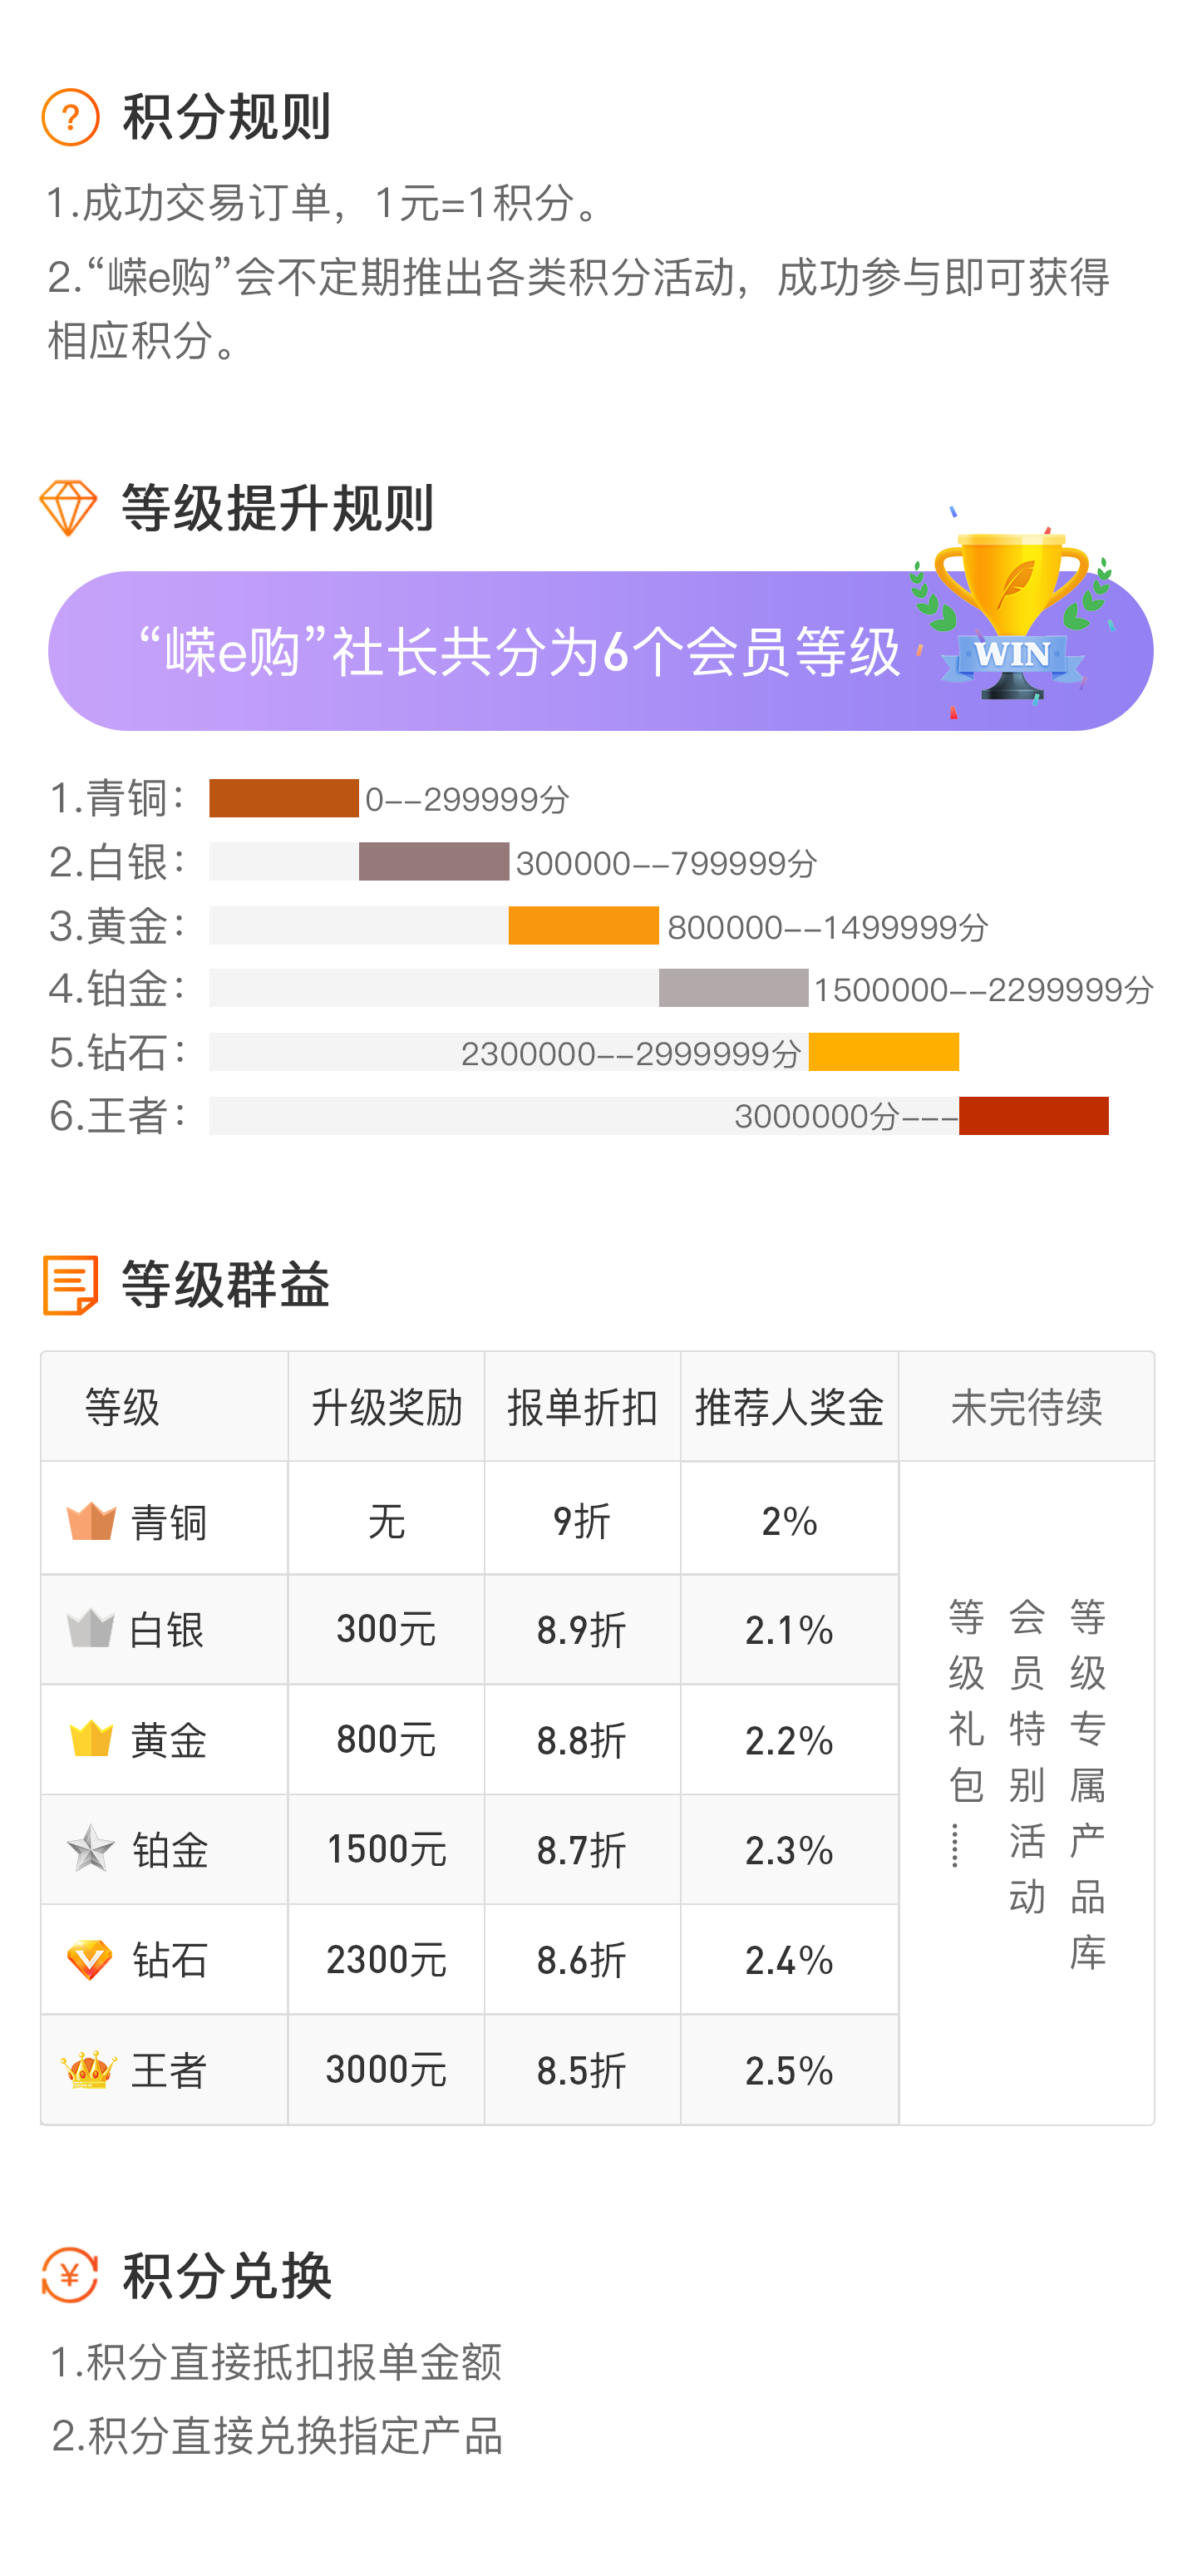 积分规则
1.成功交易订单，1元=1积分。
2.“嵘e购”会不定期推出各类积分活动，成功参与即可获得
相应积分。
等级提升规则
“嵘e购”社长共分为6个会员等级
WIN
1.青铜： 0--299999分
2.白银： 300000--799999分
3.黄金： 800000--1499999分
4.铂金： 1500000--2299999分
5.钻石： 2300000--2999999分
6.王者： 3000000分---
等级群益
等级 升级奖励 报单折扣 推荐人奖金 未完待续
青铜 无 9折 2%
白银 300元 8.9折 2.1%
黄金 800元 8.8折 2.2%
铂金 1500元 8.7折 2.3%
钻石 2300元 8.6折 2.4%
王者 3000元 8.5折 2.5%
等级专属产品库
会员特别活动
等级礼包……
积分兑换
¥
1.积分直接抵扣报单金额
2.积分直接兑换指定产品